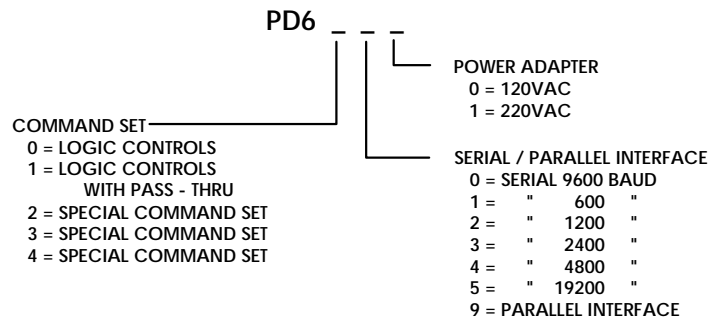 PD6 _ _ _
POWER ADAPTER
0 = 120VAC
1 = 220VAC
COMMAND SET
0 = LOGIC CONTROLS
1 = LOGIC CONTROLS
WITH PASS - THRU
2 = SPECIAL COMMAND SET
3 = SPECIAL COMMAND SET
4 = SPECIAL COMMAND SET
SERIAL / PARALLEL INTERFACE
0 = SERIAL 9600 BAUD
1 = " 600 "
2 = " 1200 "
3 = " 2400 "
4 = " 4800 "
5 = " 19200 "
9 = PARALLEL INTERFACE